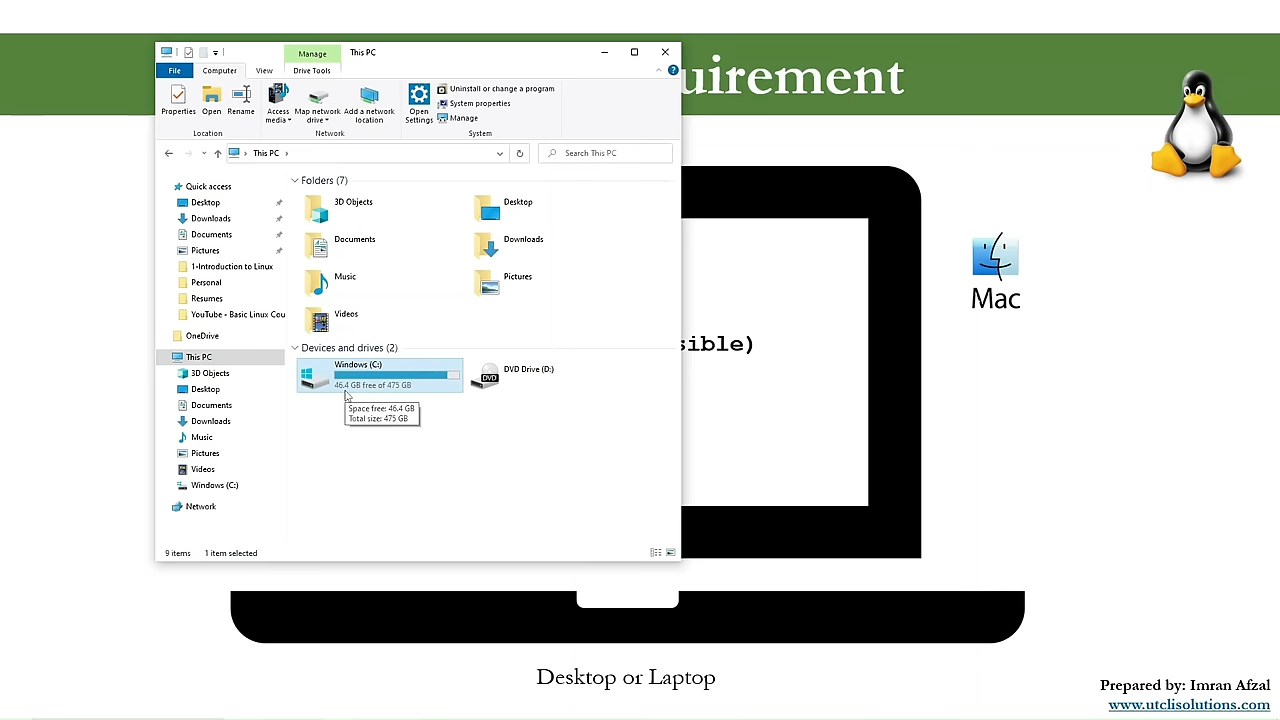 Manage
This PC
uirement
File
Computer
View
Drive Tools
Properties
Open
Rename
Access media
Map network drive
Add a network location
Open Settings
Uninstall or change a program
System properties
Manage
Location
Network
System
This PC
Search This PC
Quick access
Desktop
Downloads
Documents
Pictures
1-Introduction to Linux
Personal
Resumes
YouTube - Basic Linux Cou
OneDrive
This PC
3D Objects
Desktop
Documents
Downloads
Music
Pictures
Videos
Windows (C:)
Network
Folders (7)
3D Objects
Desktop
Documents
Downloads
Music
Pictures
Videos
Devices and drives (2)
Windows (C:)
46.4 GB free of 475 GB
DVD Drive (D:)
DVD
Space free: 46.4 GB
Total size: 475 GB
9 items
1 item selected
sible)
Mac
Desktop or Laptop
Prepared by: Imran Afzal
www.utclisolutions.com